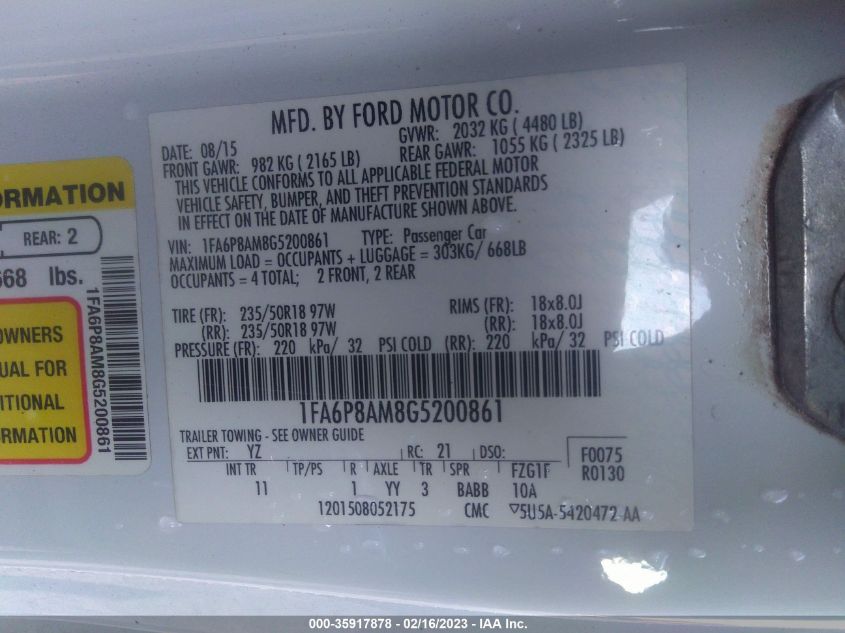 MFD. BY FORD MOTOR CO.
DATE: 08/15 GVWR: 2032 KG ( 4480 LB)
FRONT GAWR: 982 KG ( 2165 LB) REAR GAWR: 1055 KG ( 2325 LB)
THIS VEHICLE CONFORMS TO ALL APPLICABLE FEDERAL MOTOR
VEHICLE SAFETY, BUMPER, AND THEFT PREVENTION STANDARDS
IN EFFECT ON THE DATE OF MANUFACTURE SHOWN ABOVE.
VIN: 1FA6P8AM8G5200861 TYPE: Passenger Car
MAXIMUM LOAD = OCCUPANTS + LUGGAGE = 303KG/ 668LB
OCCUPANTS = 4 TOTAL; 2 FRONT, 2 REAR
TIRE (FR): 235/50R18 97W RIMS (FR): 18x8.0J
(RR): 235/50R18 97W (RR): 18x8.0J
PRESSURE (FR): 220 kPa/ 32 PSI COLD (RR): 220 kPa/ 32 PSI COLD
1FA6P8AM8G5200861
TRAILER TOWING - SEE OWNER GUIDE
EXT PNT: YZ RC: 21 DSO: F0075
INT TR TP/PS R AXLE TR SPR FZG1F R0130
11 1 YY 3 BABB 10A
1201508052175 CMC 5U5A-5420472-AA
ORMATION
REAR: 2
668 lbs.
OWNERS
UAL FOR
ITIONAL
ORMATION
1FA6P8AM8G5200861
000-35917878 - 02/16/2023 - IAA Inc.